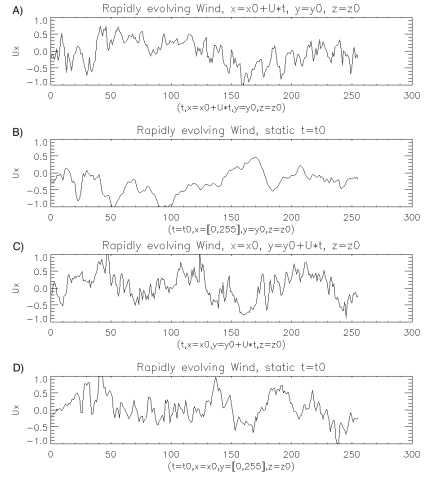 A) Rapidly evolving Wind, x=x0+U*t, y=y0, z=z0
1.0
0.5
0.0
-0.5
-1.0
Ux
0 50 100 150 200 250 300
(t,x=x0+U*t,y=y0,z=z0)
B) Rapidly evolving Wind, static t=t0
1.0
0.5
0.0
-0.5
-1.0
Ux
0 50 100 150 200 250 300
(t=t0,x=[0,255],y=y0,z=z0)
C) Rapidly evolving Wind, x=x0, y=y0+U*t, z=z0
1.0
0.5
0.0
-0.5
-1.0
Ux
0 50 100 150 200 250 300
(t,x=x0,y=y0+U*t,z=z0)
D) Rapidly evolving Wind, static t=t0
1.0
0.5
0.0
-0.5
-1.0
Ux
0 50 100 150 200 250 300
(t=t0,x=x0,y=[0,255],z=z0)